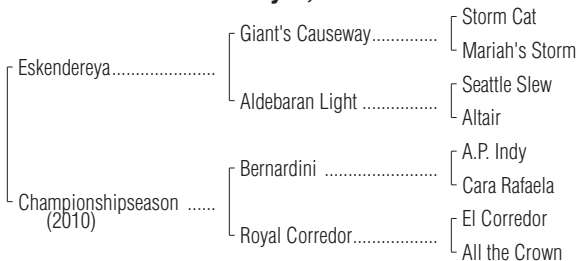 Storm Cat
Giant's Causeway..............
Mariah's Storm
Eskendereya......................
Seattle Slew
Aldebaran Light ................
Altair
A.P. Indy
Bernardini ........................
Cara Rafaela
Championshipseason ......
(2010)
El Corredor
Royal Corredor..................
All the Crown